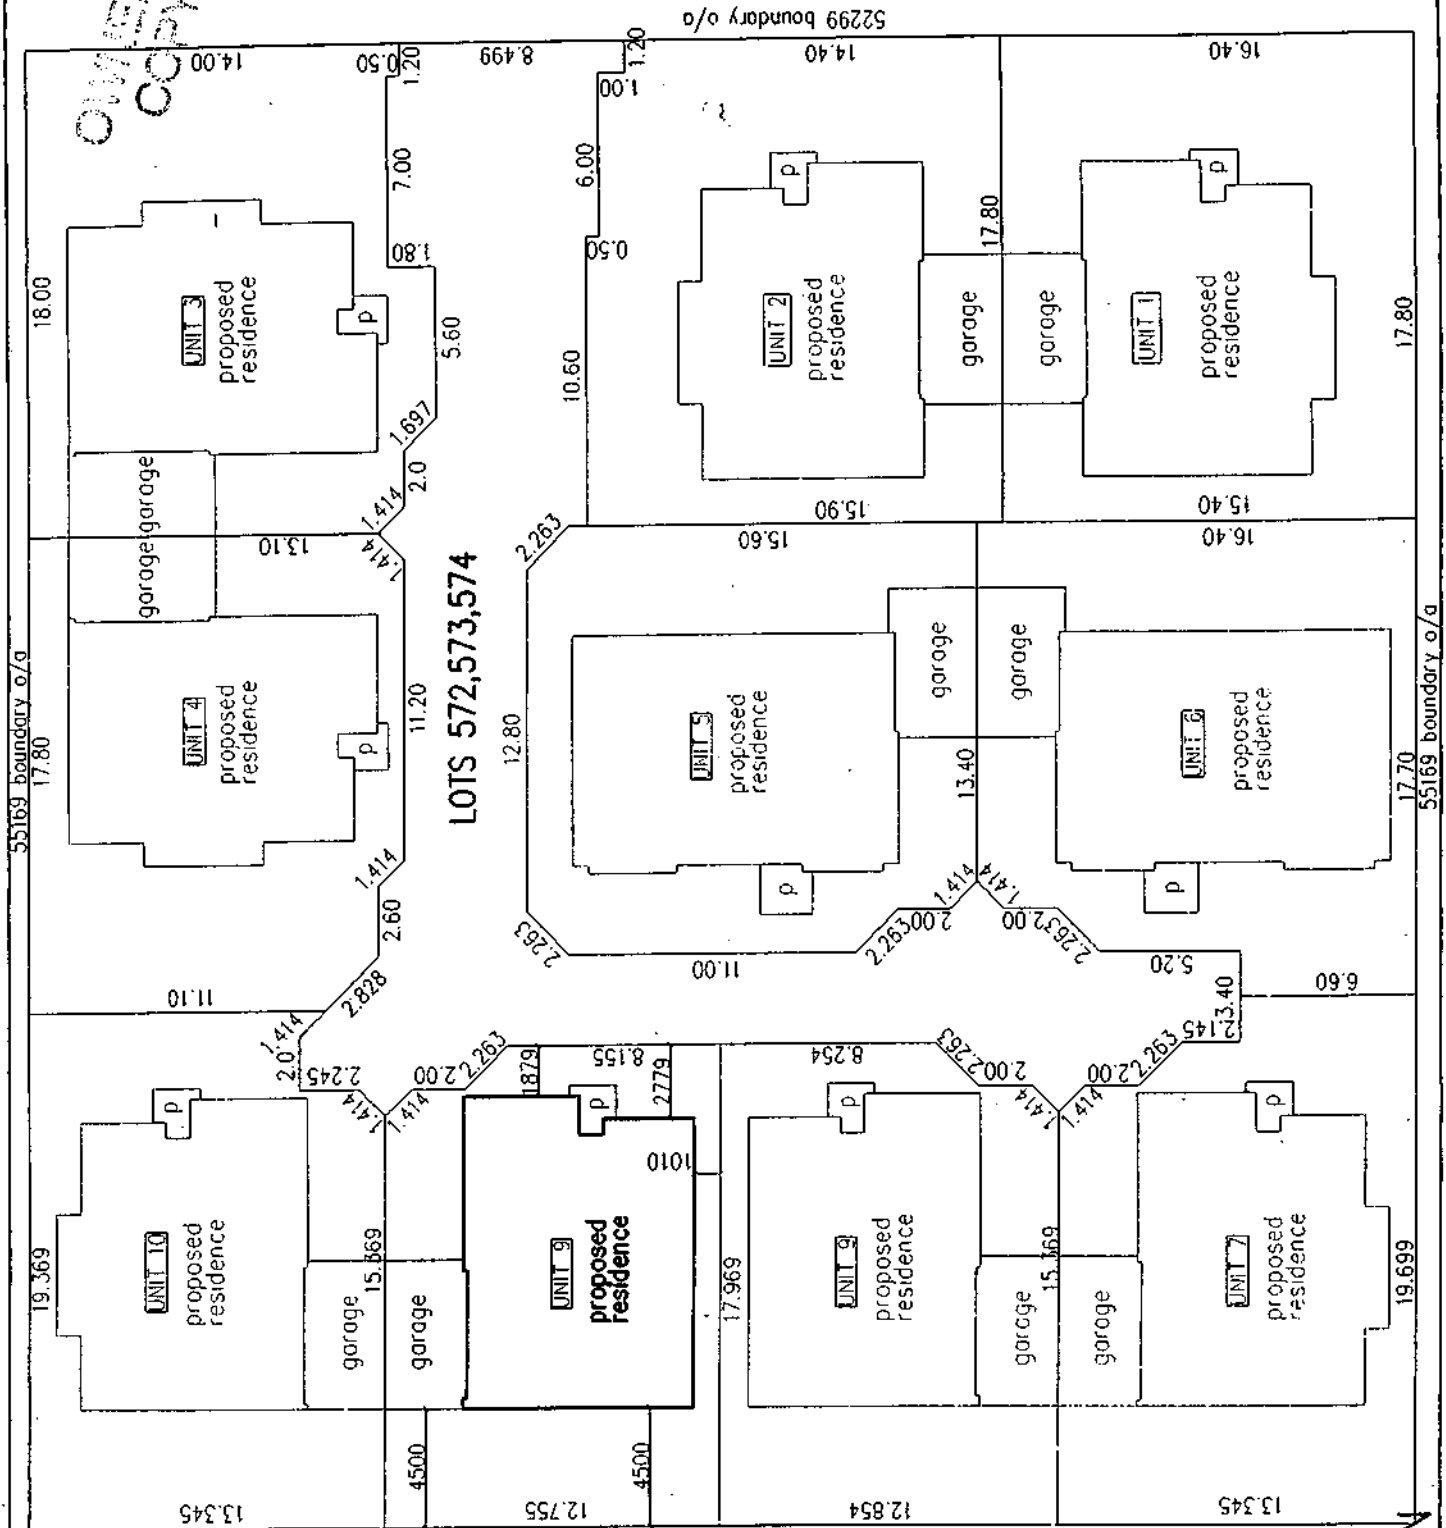 52299 boundary o/a
14.00
0.50
1.20
8.499
1.20
1.00
14.40
16.40
7.00
6.00
1.80
0.50
18.00
UNIT 3
proposed
residence
p
5.60
10.60
1.697
2.0
1.414
1.414
garage
garage
13.10
UNIT 2
proposed
residence
p
garage
17.80
garage
UNIT 1
proposed
residence
p
17.80
15.90
15.40
2.263
15.60
16.40
55169 boundary o/a
17.80
UNIT 4
proposed
residence
p
11.20
LOTS 572,573,574
12.80
UNIT 5
proposed
residence
p
garage
garage
13.40
UNIT 6
proposed
residence
p
17.70
55169 boundary o/a
1.414
2.60
2.828
11.10
1.414
2.0
2.245
1.414
1.414
2.00
2.263
2.263
11.00
2.263
2.00
1.414
1.414
2.00
2.263
5.20
3.40
6.60
2.145
2.263
2.00
1.414
1.414
2.00
2.263
8.254
8.155
1879
2779
1010
19.369
UNIT 10
proposed
residence
p
garage
15.369
garage
UNIT 9
proposed
residence
p
17.969
UNIT 9
proposed
residence
p
garage
15.369
garage
UNIT 7
proposed
residence
p
19.699
4500
4500
13.345
12.755
12.854
13.345